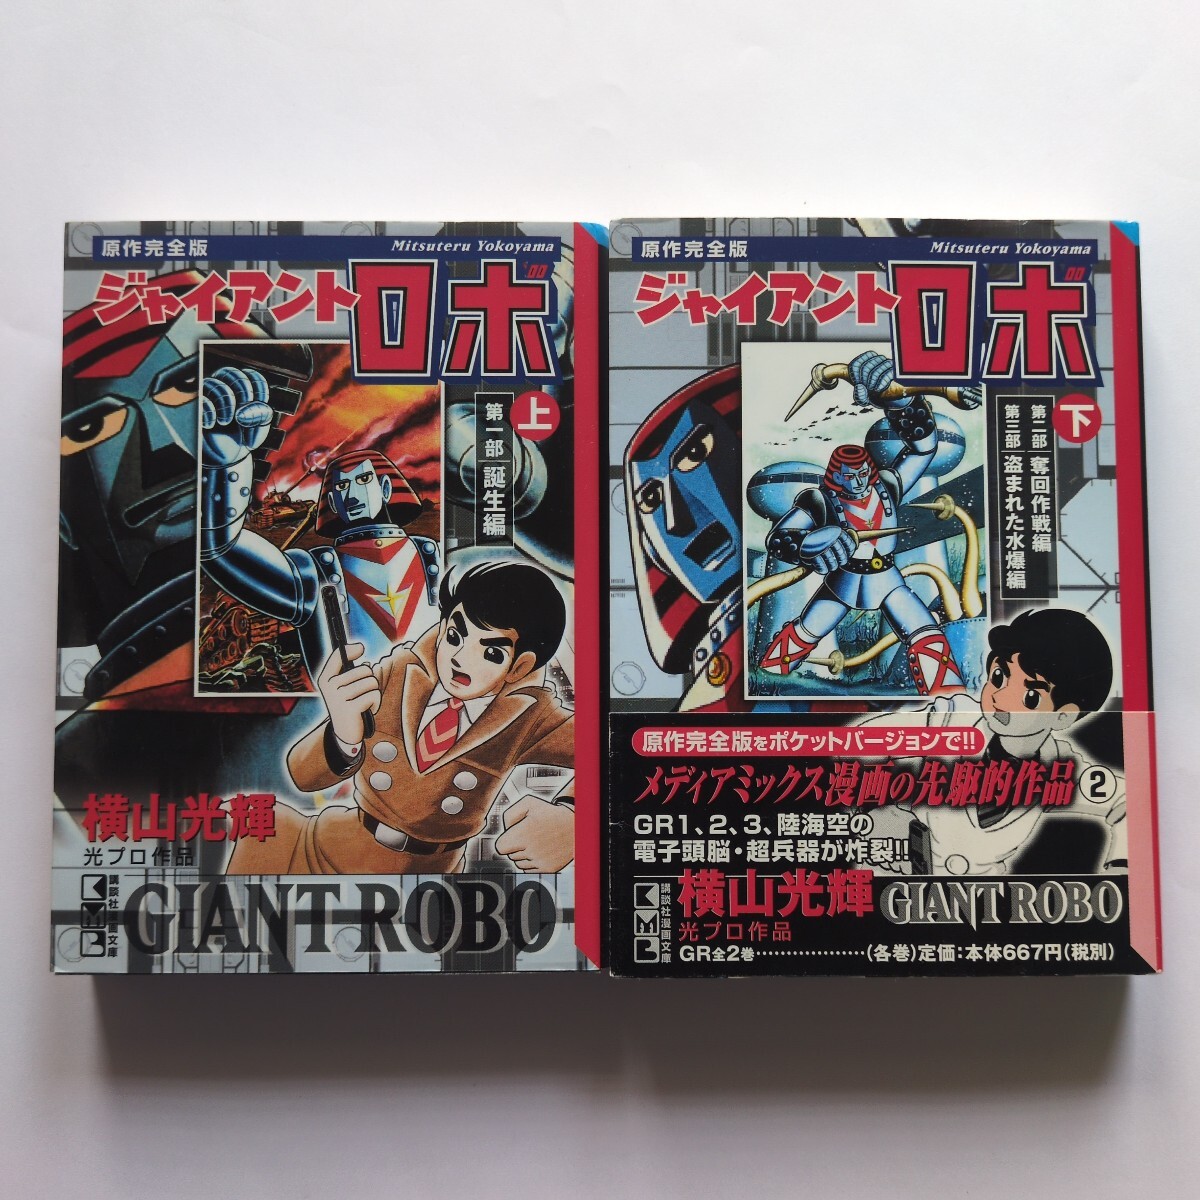 原作完全版
Mitsuteru Yokoyama
ジャイアント
ロボ
'00
上
第一部
誕生編
横山光輝
光プロ作品
KMB
講談社漫画文庫
GIANT ROBO
原作完全版
Mitsuteru Yokoyama
ジャイアント
ロボ
'00
下
第二部 奪回作戦編
第三部 盗まれた水爆編
原作完全版をポケットバージョンで!!
メディアミックス漫画の先駆的作品②
GR1、2、3、陸海空の
電子頭脳・超兵器が炸裂!!
KMB
講談社漫画文庫
横山光輝
光プロ作品
GIANT ROBO
GR全2巻………………(各巻)定価:本体667円(税別)